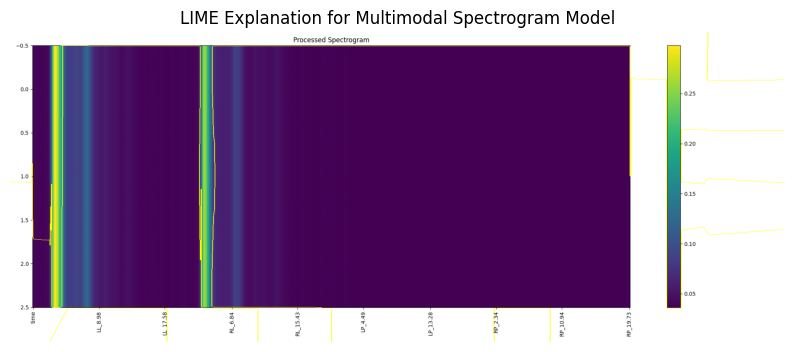 LIME Explanation for Multimodal Spectrogram Model
Processed Spectrogram
−0.5
0.0
0.5
1.0
1.5
2.0
2.5
time
LL_8.98
LL_17.58
RL_6.84
RL_15.43
LP_4.49
LP_13.28
RP_2.34
RP_10.94
RP_19.73
0.25
0.20
0.15
0.10
0.05